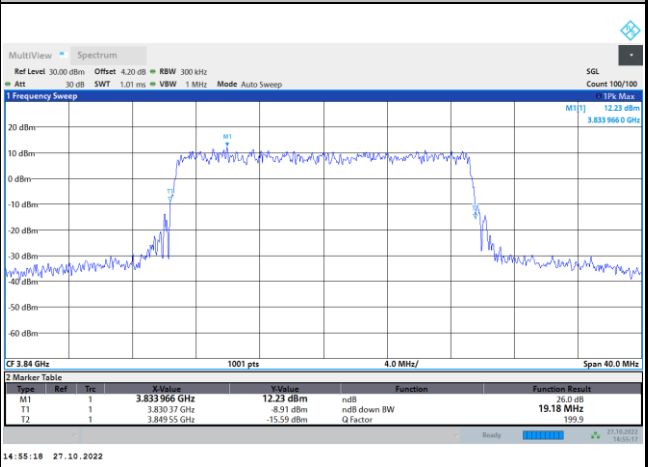 MultiView Spectrum
Ref Level 30.00 dBm Offset 4.20 dB RBW 300 kHz SGL
Att 30 dB SWT 1.01 ms VBW 1 MHz Mode Auto Sweep Count 100/100
1 Frequency Sweep 1Pk Max
M1[1] 12.23 dBm
3.833 966 0 GHz
20 dBm
M1
10 dBm
0 dBm
T1
-10 dBm
T2
-20 dBm
-30 dBm
-40 dBm
-50 dBm
-60 dBm
CF 3.84 GHz 1001 pts 4.0 MHz/ Span 40.0 MHz
2 Marker Table
Type Ref Trc X-Value Y-Value Function Function Result
M1 1 3.833 966 GHz 12.23 dBm ndB 26.0 dB
T1 1 3.830 37 GHz -8.91 dBm ndB down BW 19.18 MHz
T2 1 3.849 55 GHz -15.59 dBm Q Factor 199.9
Ready 27.10.2022
14:55:17
14:55:18 27.10.2022